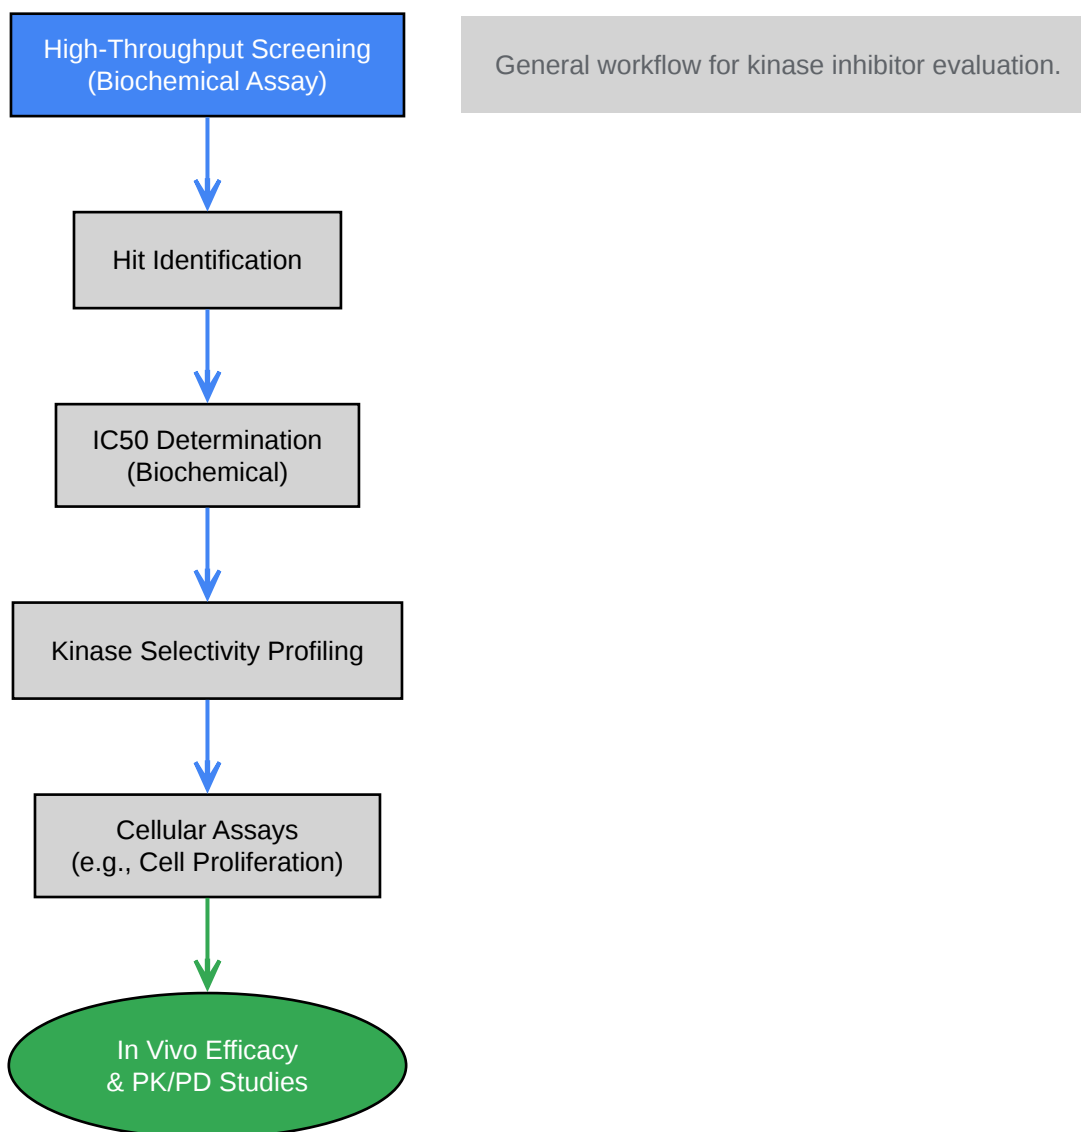 High-Throughput Screening
(Biochemical Assay)
General workflow for kinase inhibitor evaluation.
Hit Identification
IC50 Determination
(Biochemical)
Kinase Selectivity Profiling
Cellular Assays
(e.g., Cell Proliferation)
In Vivo Efficacy
& PK/PD Studies